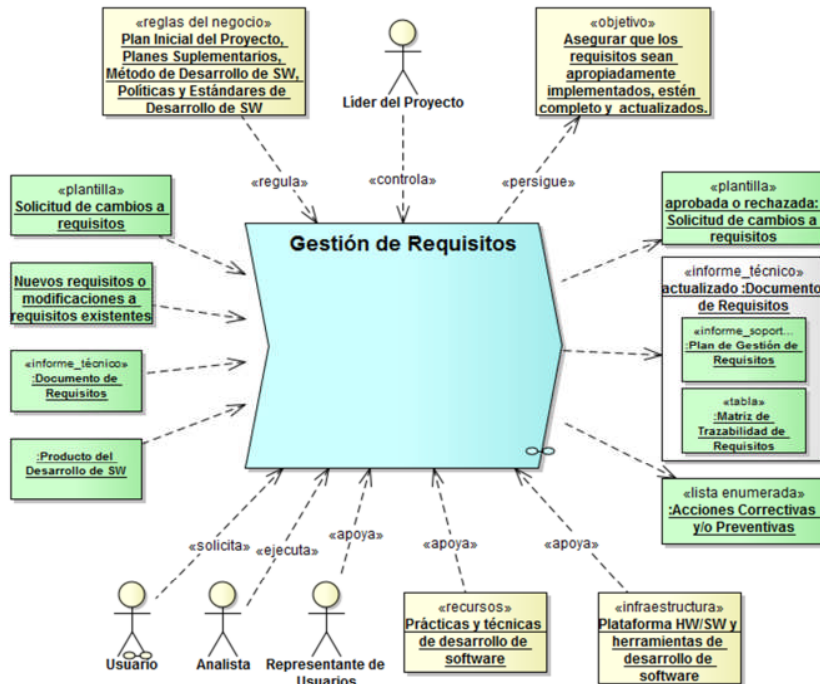 «reglas del negocio»
Plan Inicial del Proyecto,
Planes Suplementarios,
Método de Desarrollo de SW,
Políticas y Estándares de
Desarrollo de SW
Líder del Proyecto
«objetivo»
Asegurar que los
requisitos sean
apropiadamente
implementados, estén
completo y actualizados.
«regula»
«controla»
«persigue»
«plantilla»
Solicitud de cambios a
requisitos
Nuevos requisitos o
modificaciones a
requisitos existentes
«informe_técnico»
:Documento de
Requisitos
:Producto del
Desarrollo de SW
Gestión de Requisitos
«plantilla»
aprobada o rechazada:
Solicitud de cambios a
requisitos
«informe_técnico»
actualizado :Documento
de Requisitos
«informe_soport...
:Plan de Gestión de
Requisitos
«tabla»
:Matriz de
Trazabilidad de
Requisitos
«lista enumerada»
:Acciones Correctivas
y/o Preventivas
«solicita»
«ejecuta»
«apoya»
«apoya»
«apoya»
Usuario
Analista
Representante de
Usuarios
«recursos»
Prácticas y técnicas
de desarrollo de
software
«infraestructura»
Plataforma HW/SW y
herramientas de
desarrollo de
software